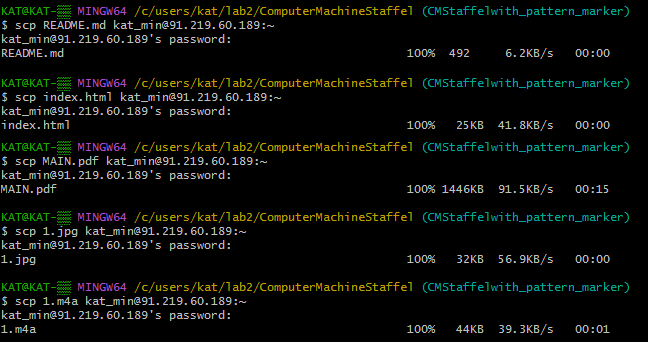 KAT@KAT-▒▒ MINGW64 /c/users/kat/lab2/ComputerMachineStaffel (CMStaffelwith_pattern_marker)
$ scp README.md kat_min@91.219.60.189:~
kat_min@91.219.60.189's password:
README.md 100% 492 6.2KB/s 00:00
KAT@KAT-▒▒ MINGW64 /c/users/kat/lab2/ComputerMachineStaffel (CMStaffelwith_pattern_marker)
$ scp index.html kat_min@91.219.60.189:~
kat_min@91.219.60.189's password:
index.html 100% 25KB 41.8KB/s 00:00
KAT@KAT-▒▒ MINGW64 /c/users/kat/lab2/ComputerMachineStaffel (CMStaffelwith_pattern_marker)
$ scp MAIN.pdf kat_min@91.219.60.189:~
kat_min@91.219.60.189's password:
MAIN.pdf 100% 1446KB 91.5KB/s 00:15
KAT@KAT-▒▒ MINGW64 /c/users/kat/lab2/ComputerMachineStaffel (CMStaffelwith_pattern_marker)
$ scp 1.jpg kat_min@91.219.60.189:~
kat_min@91.219.60.189's password:
1.jpg 100% 32KB 56.9KB/s 00:00
KAT@KAT-▒▒ MINGW64 /c/users/kat/lab2/ComputerMachineStaffel (CMStaffelwith_pattern_marker)
$ scp 1.m4a kat_min@91.219.60.189:~
kat_min@91.219.60.189's password:
1.m4a 100% 44KB 39.3KB/s 00:01